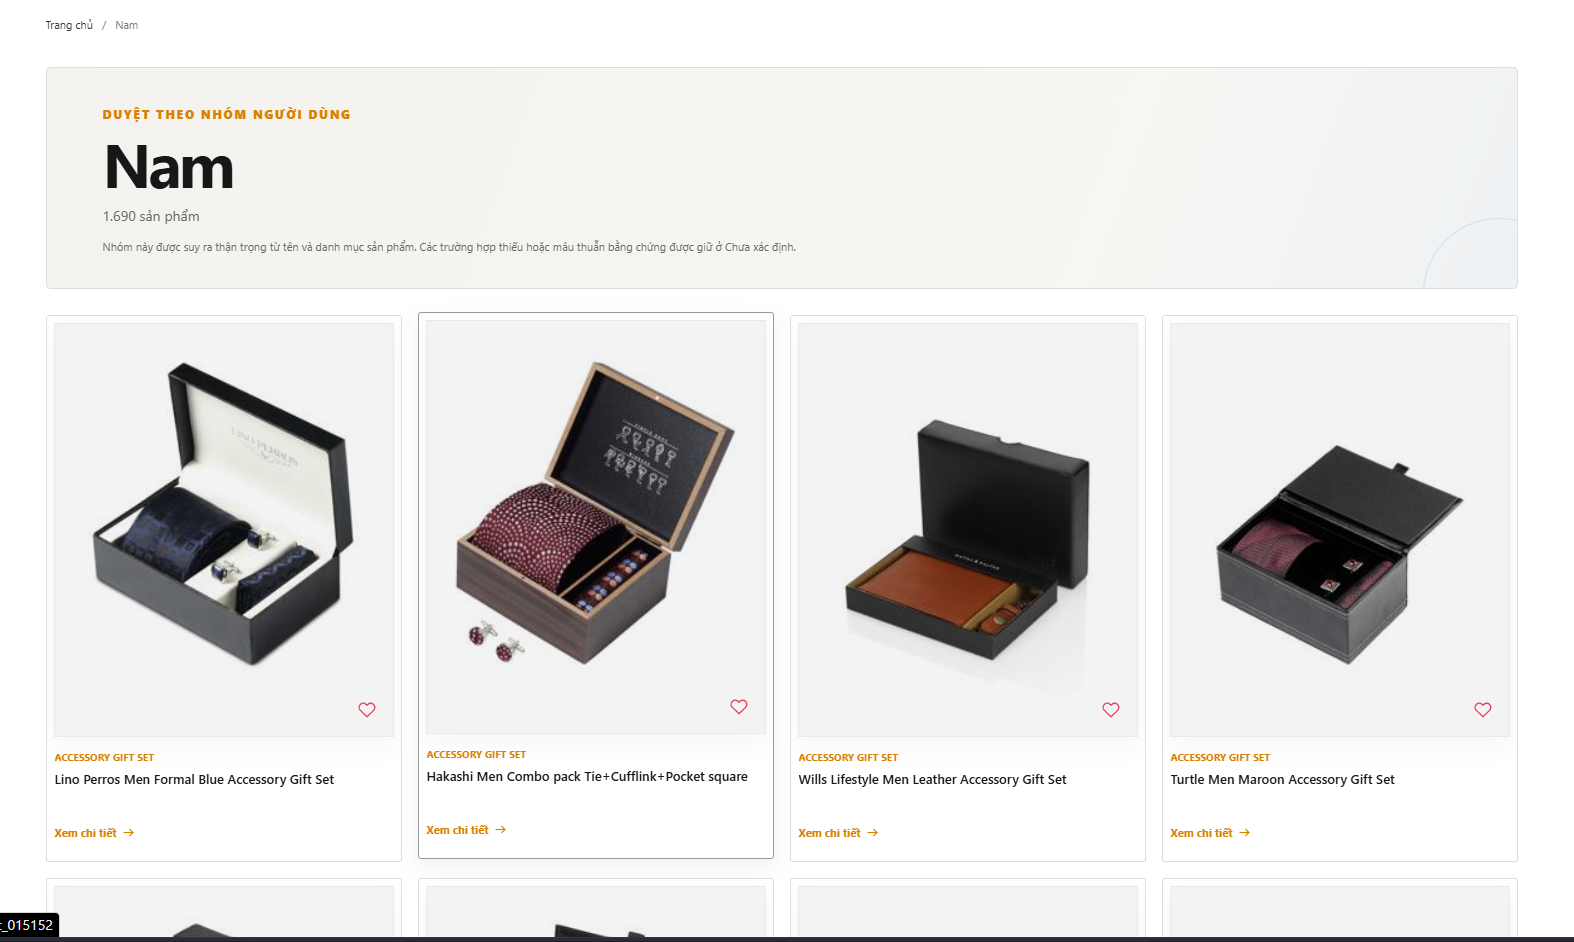 Trang chủ / Nam
DUYỆT THEO NHÓM NGƯỜI DÙNG
Nam
1.690 sản phẩm
Nhóm này được suy ra thận trọng từ tên và danh mục sản phẩm. Các trường hợp thiếu hoặc mâu thuẫn bằng chứng được giữ ở Chưa xác định.
LINO PERROS
ACCESSORY GIFT SET
Lino Perros Men Formal Blue Accessory Gift Set
Xem chi tiết →
ACCESSORY GIFT SET
Hakashi Men Combo pack Tie+Cufflink+Pocket square
Xem chi tiết →
ACCESSORY GIFT SET
Wills Lifestyle Men Leather Accessory Gift Set
Xem chi tiết →
ACCESSORY GIFT SET
Turtle Men Maroon Accessory Gift Set
Xem chi tiết →
_015152